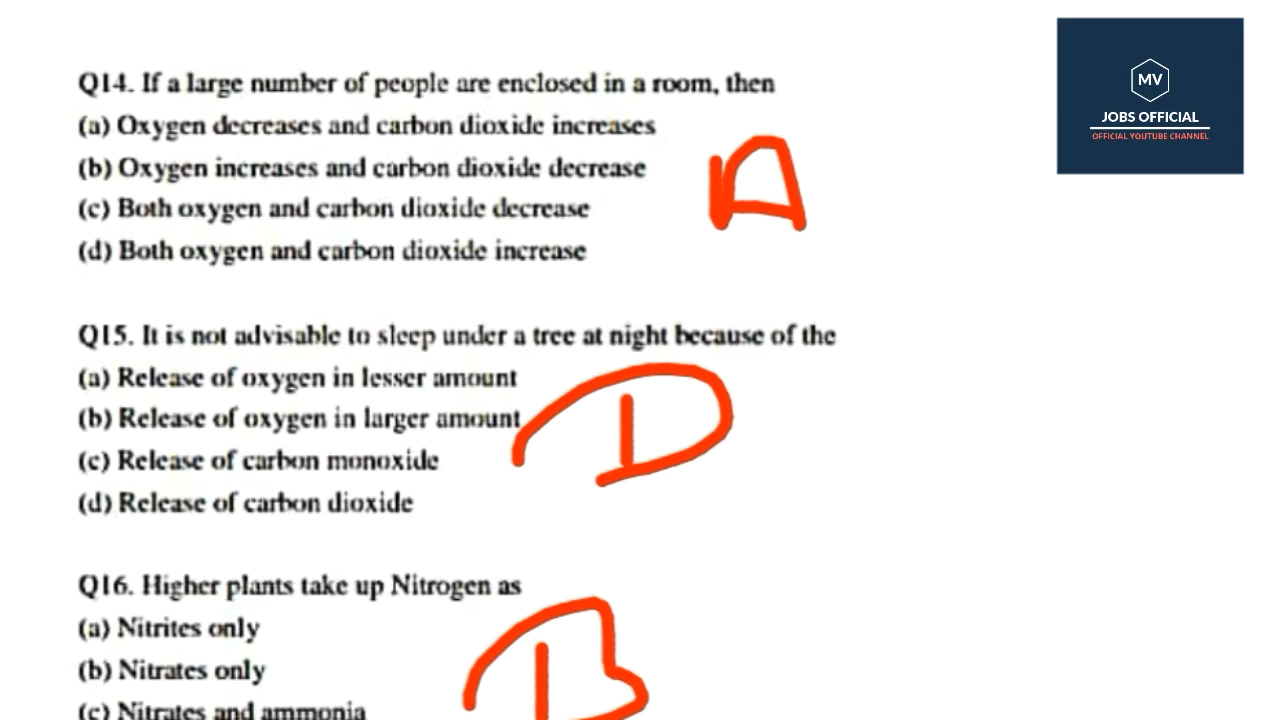 MV
JOBS OFFICIAL
OFFICIAL YOUTUBE CHANNEL
Q14. If a large number of people are enclosed in a room, then
(a) Oxygen decreases and carbon dioxide increases
(b) Oxygen increases and carbon dioxide decrease
(c) Both oxygen and carbon dioxide decrease
(d) Both oxygen and carbon dioxide increase
A
Q15. It is not advisable to sleep under a tree at night because of the
(a) Release of oxygen in lesser amount
(b) Release of oxygen in larger amount
(c) Release of carbon monoxide
(d) Release of carbon dioxide
D
Q16. Higher plants take up Nitrogen as
(a) Nitrites only
(b) Nitrates only
(c) Nitrates and ammonia
B